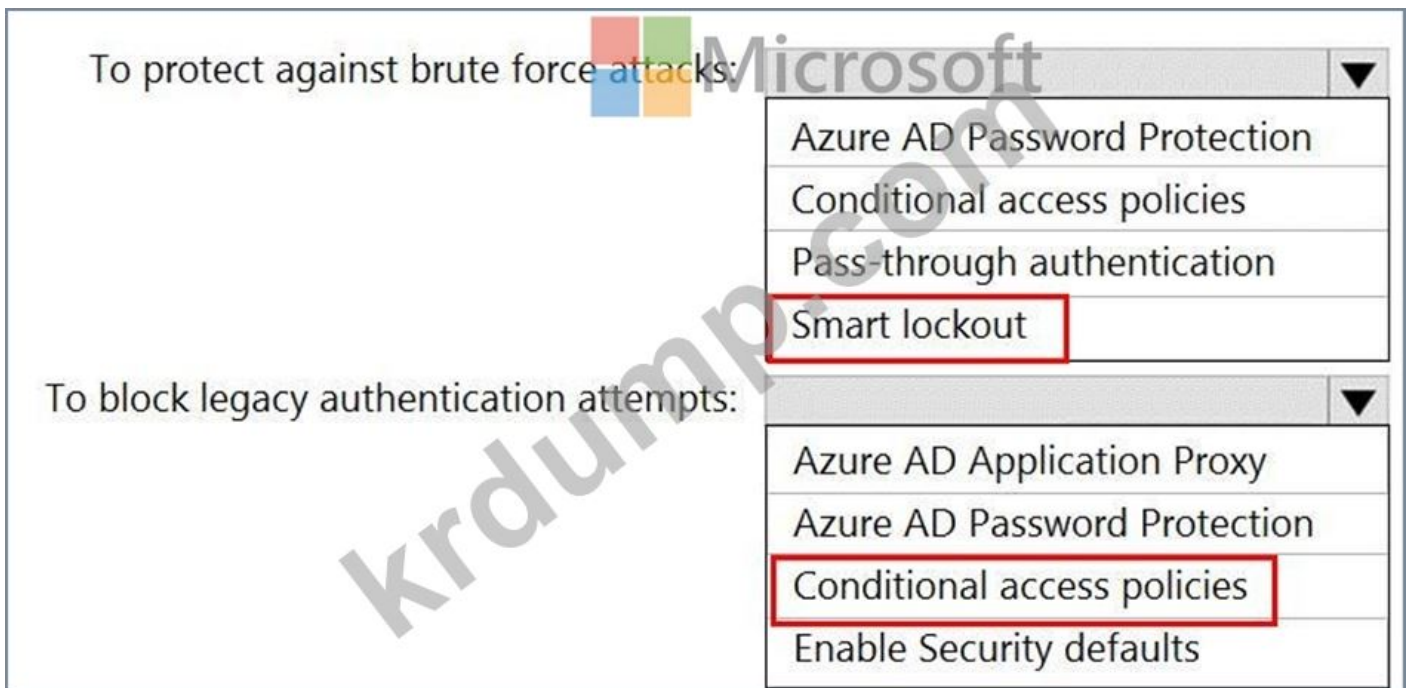 Microsoft
To protect against brute force attacks:
Azure AD Password Protection
Conditional access policies
Pass-through authentication
Smart lockout
To block legacy authentication attempts:
Azure AD Application Proxy
Azure AD Password Protection
Conditional access policies
Enable Security defaults
krdump.com